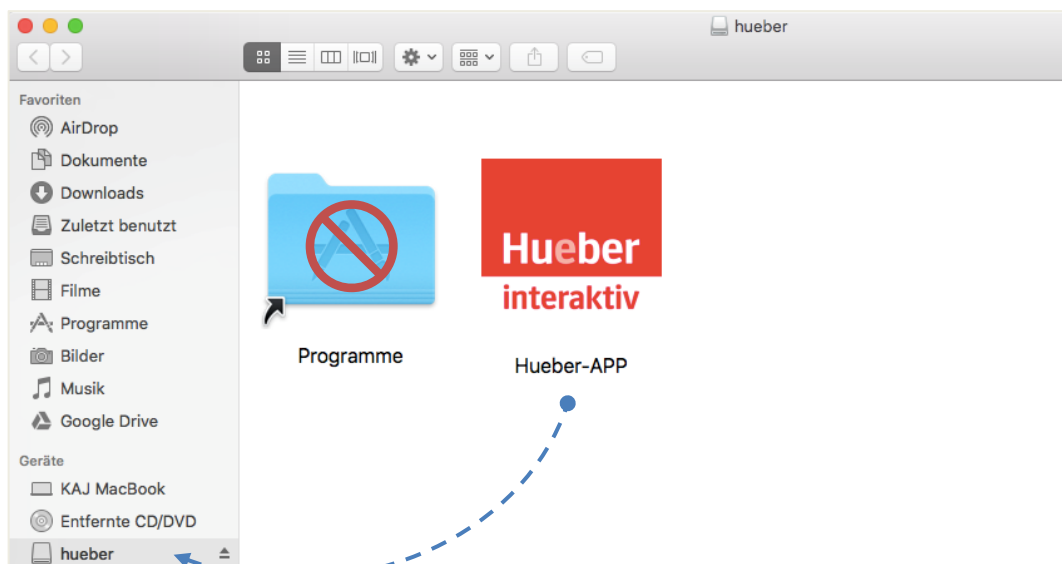 hueber
Favoriten
AirDrop
Dokumente
Downloads
Zuletzt benutzt
Schreibtisch
Filme
Programme
Bilder
Musik
Google Drive
Geräte
KAJ MacBook
Entfernte CD/DVD
hueber
Programme
Hueber
interaktiv
Hueber-APP